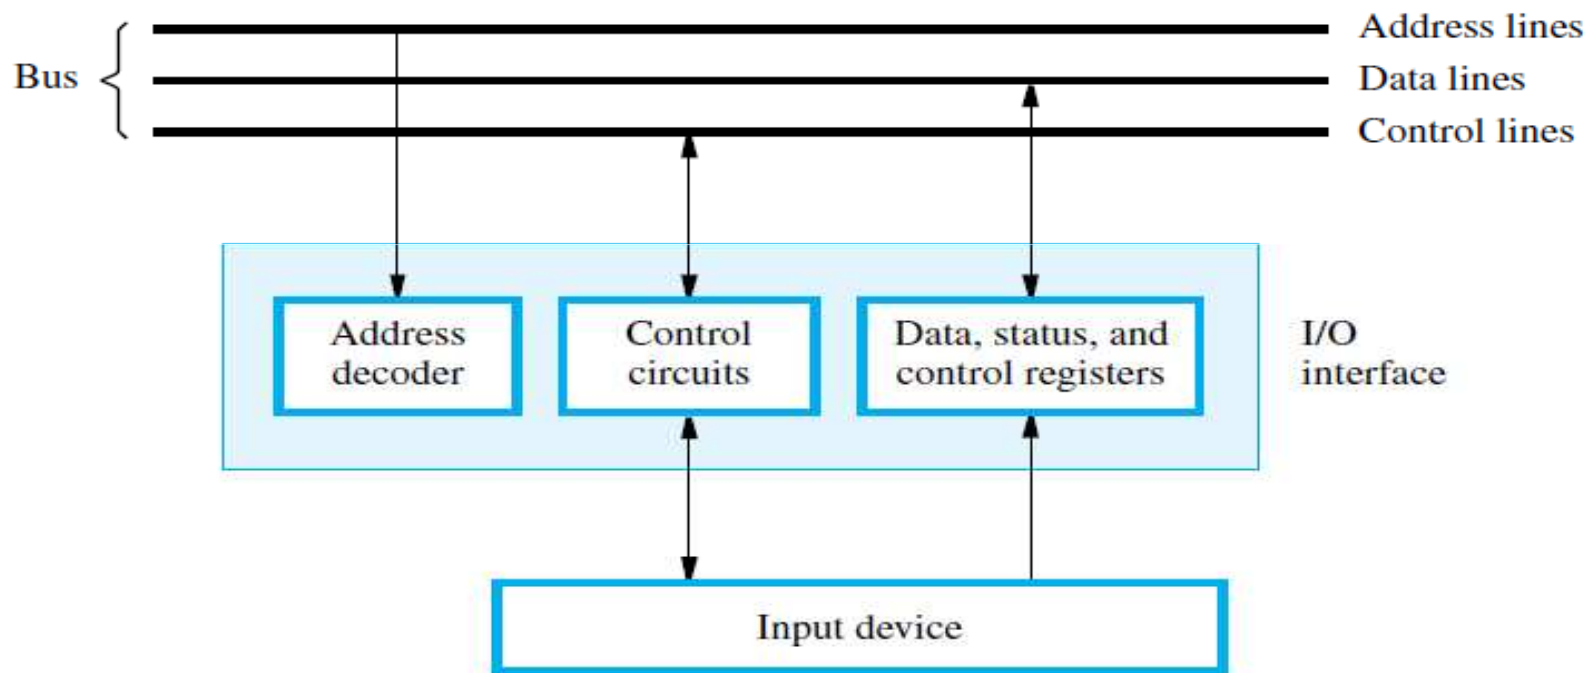 Address lines
Bus
Data lines
Control lines
Address
decoder
Control
circuits
Data, status, and
control registers
I/O
interface
Input device